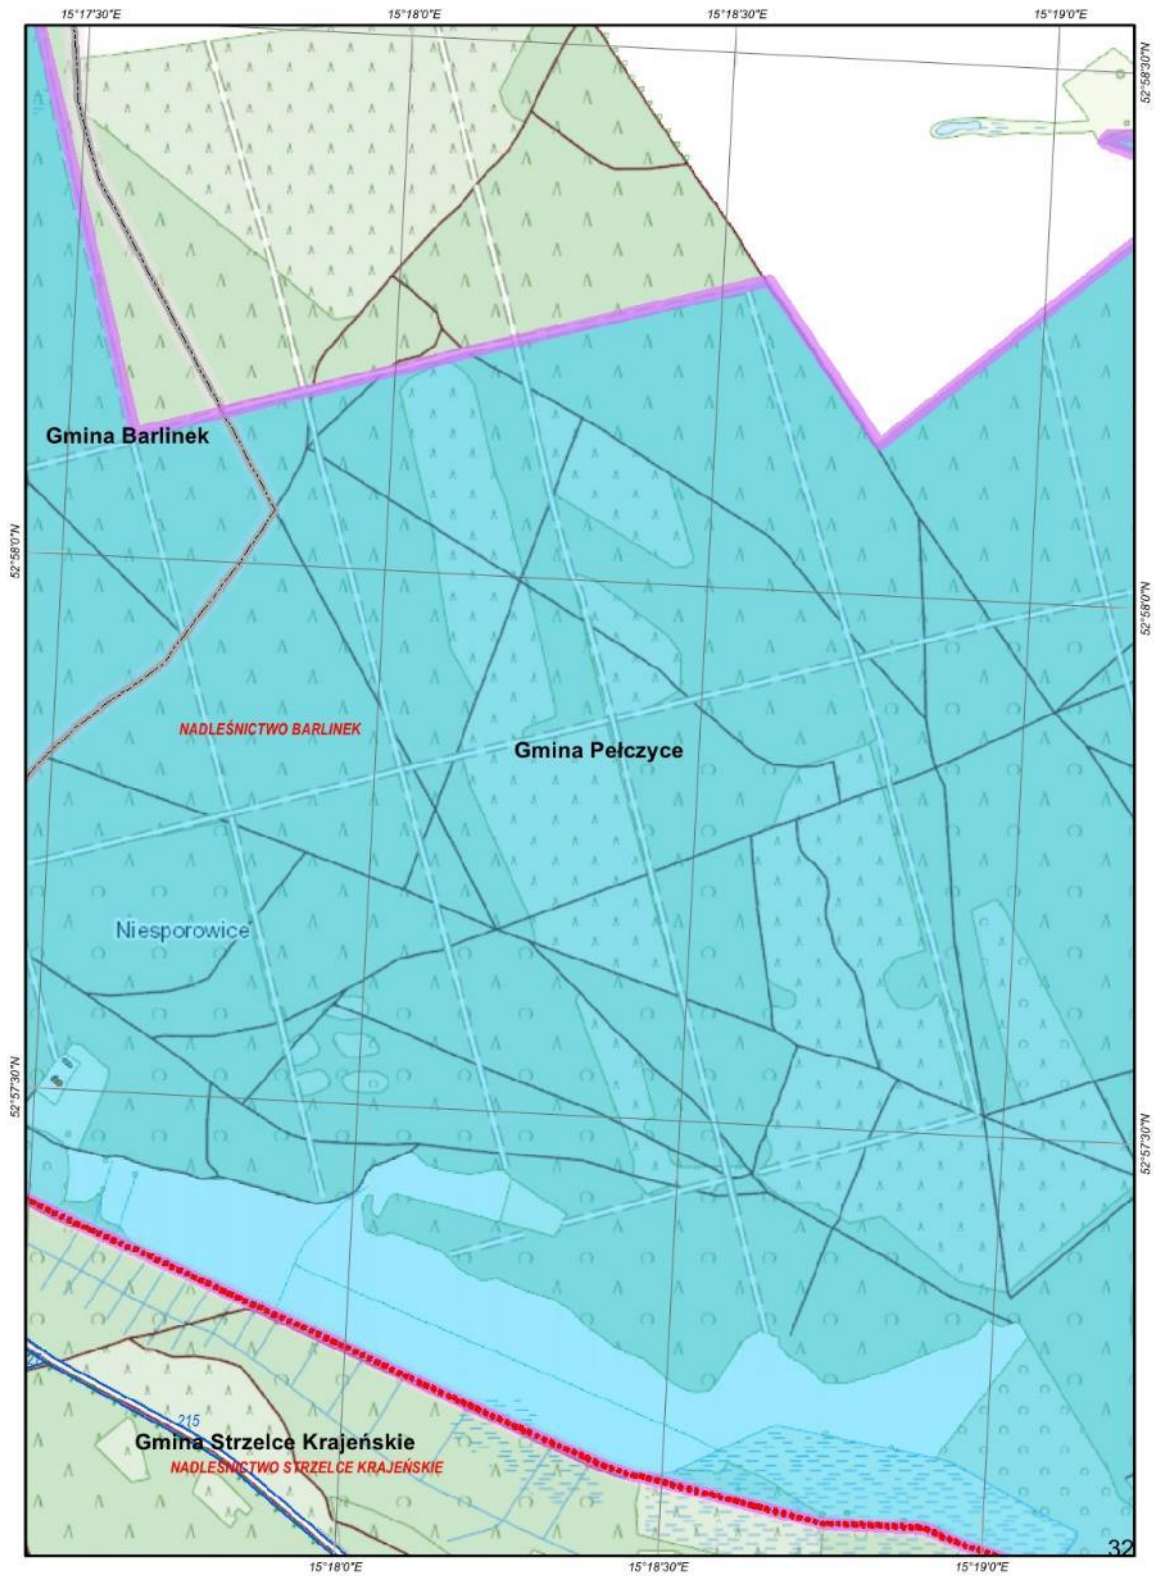 15°17'30"E 15°18'0"E 15°18'30"E 15°19'0"E
52°58'30"N
Gmina Barlinek
52°58'0"N
52°58'0"N
NADLEŚNICTWO BARLINEK
Gmina Pełczyce
Niesporowice
52°57'30"N
52°57'30"N
215
Gmina Strzelce Krajeńskie
NADLEŚNICTWO STRZELCE KRAJEŃSKIE
32
15°18'0"E 15°18'30"E 15°19'0"E